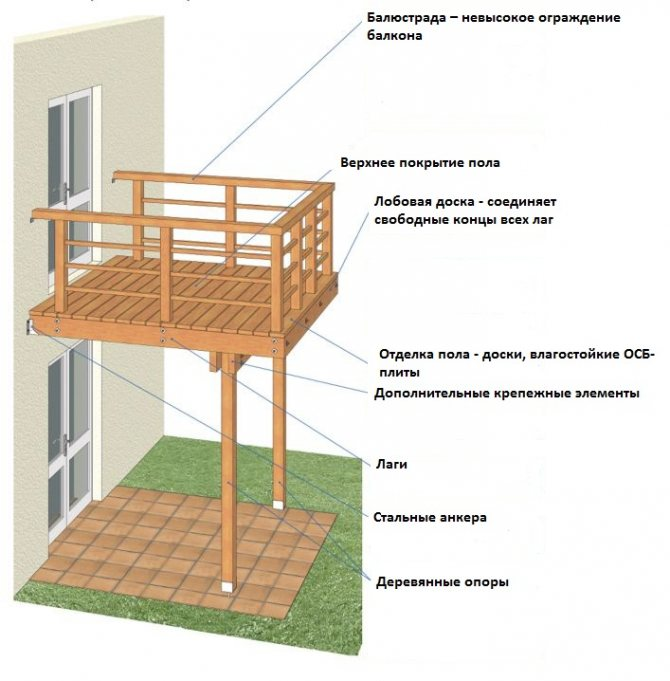 Балюстрада – невысокое ограждение
балкона
Верхнее покрытие пола
Лобовая доска - соединяет
свободные концы всех лаг
Отделка пола - доски, влагостойкие ОСБ-
плиты
Дополнительные крепежные элементы
Лаги
Стальные анкера
Деревянные опоры